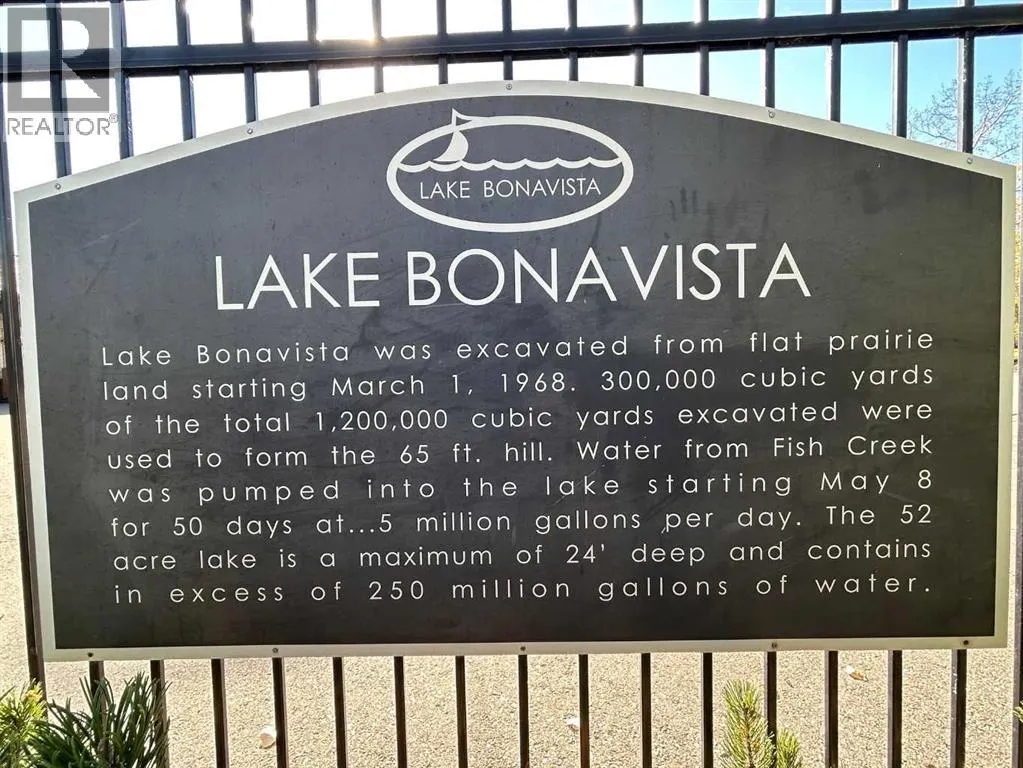 REALTOR®
LAKE BONAVISTA
LAKE BONAVISTA
Lake Bonavista was excavated from flat prairie
land starting March 1, 1968. 300,000 cubic yards
of the total 1,200,000 cubic yards excavated were
used to form the 65 ft. hill. Water from Fish Creek
was pumped into the lake starting May 8
for 50 days at...5 million gallons per day. The 52
acre lake is a maximum of 24' deep and contains
in excess of 250 million gallons of water.